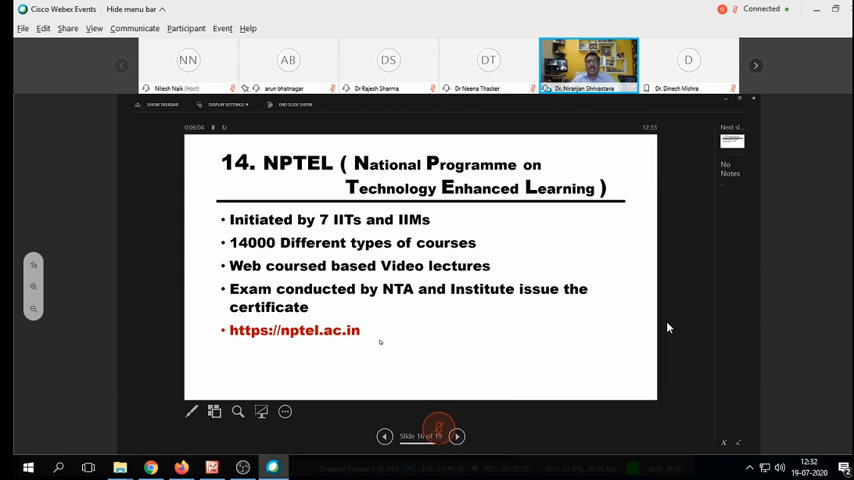 Cisco Webex Events
Hide menu bar
Connected
File Edit Share View Communicate Participant Event Help
NN AB DS DT D
Nilesh Naik (Host) arun bhatnagar Dr Rajesh Sharma Dr Neena Thacker Dr. Niranjan Shrivastava Dr. Dinesh Mishra
SHOW TASKBAR DISPLAY SETTINGS END SLIDE SHOW
0:06:04 12:33 Next sl...
14. NPTEL ( National Programme on
Technology Enhanced Learning )
No
Notes
.
• Initiated by 7 IITs and IIMs
• 14000 Different types of courses
• Web coursed based Video lectures
• Exam conducted by NTA and Institute issue the
certificate
• https://nptel.ac.in
Slide 16 of 19
Dropped Frames
12:32
19-07-2020